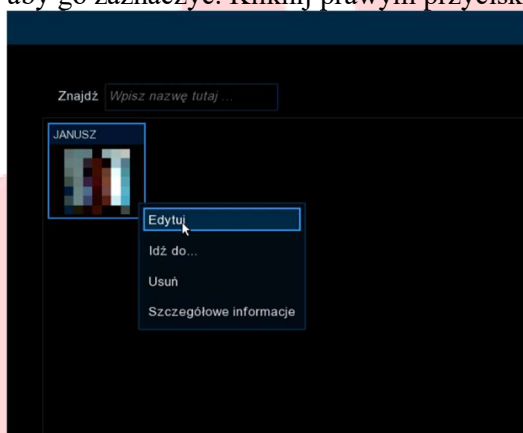 aby go zaznaczyć. Kliknij prawym przycisk
Znajdź Wpisz nazwę tutaj ...
JANUSZ
Edytuj
Idź do...
Usuń
Szczegółowe informacje